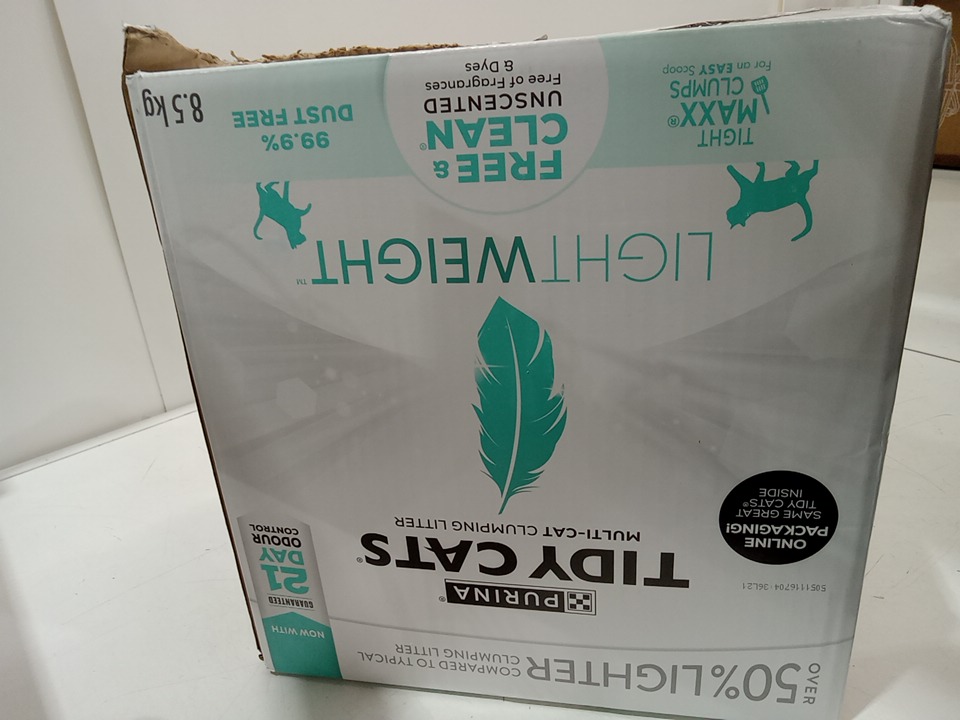 OVER
50% LIGHTER
COMPARED TO TYPICAL
CLUMPING LITTER
NOW WITH
GUARANTEED
21
DAY
ODOUR
CONTROL
PURINA®
TIDY CATS®
MULTI-CAT CLUMPING LITTER
5051116704-36L21
ONLINE
PACKAGING!
SAME GREAT
TIDY CATS®
INSIDE
LIGHTWEIGHT™
TIGHT
MAXX®
CLUMPS
For an EASY Scoop
FREE &
CLEAN®
UNSCENTED
Free of Fragrances
& Dyes
99.9%
DUST FREE
8.5 kg